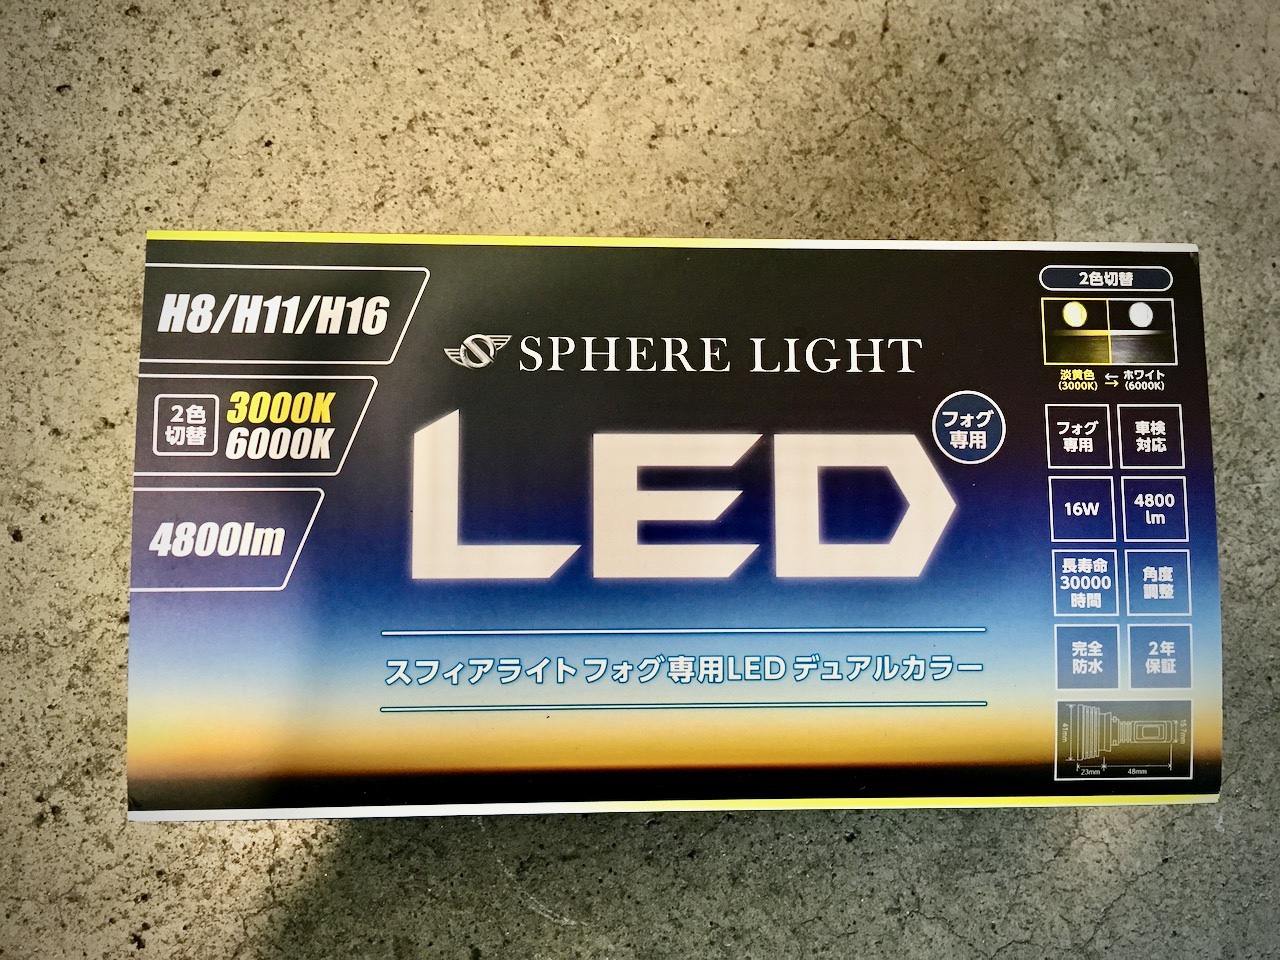 H8/H11/H16
2色
切替
3000K
6000K
4800lm
SPHERE LIGHT
LED
フォグ
専用
スフィアライト フォグ専用LED デュアルカラー
2色切替
淡黄色
(3000K)
←
→
ホワイト
(6000K)
フォグ
専用
車検
対応
16W
4800
lm
長寿命
30000
時間
角度
調整
完全
防水
2年
保証
41mm
15.7mm
23mm
48mm